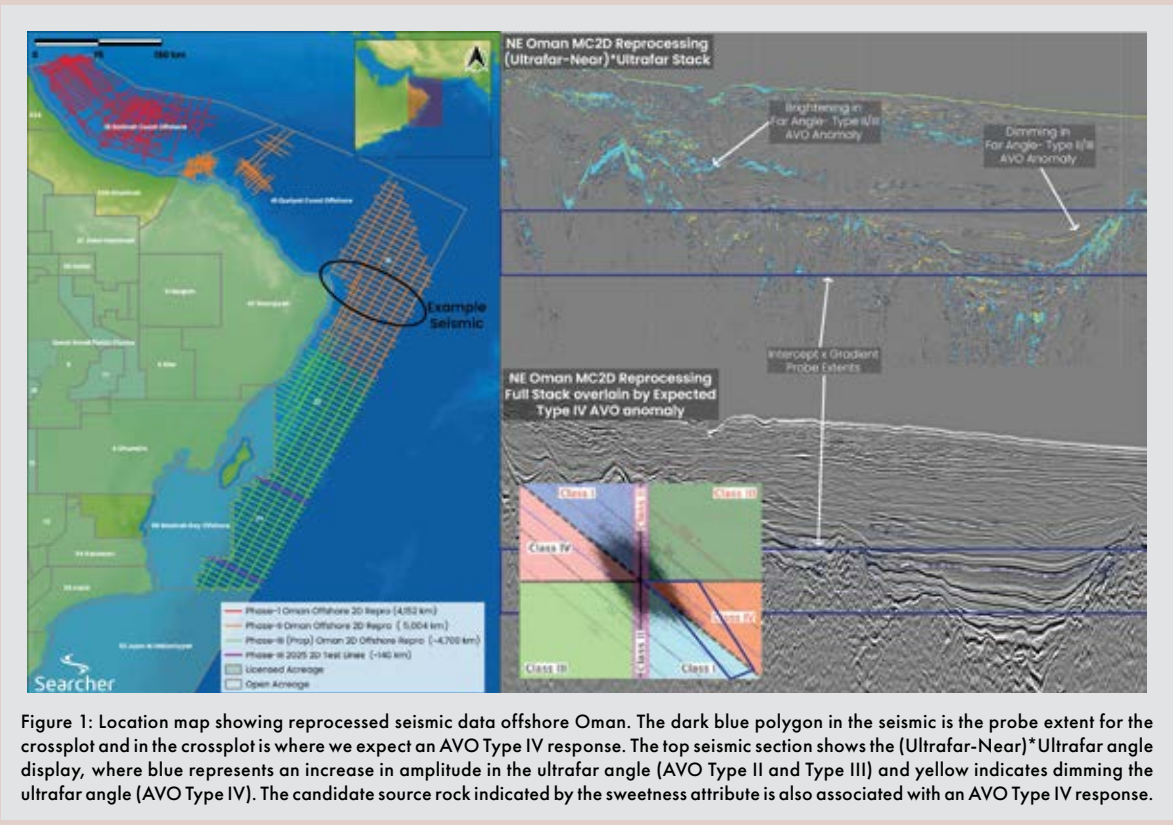 0 75 150 km
NE Oman MC2D Reprocessing
(Ultrafar-Near)*Ultrafar Stack
Brightening in
Far Angle- Type II/III
AVO Anomaly
Dimming in
Far Angle- Type II/III
AVO Anomaly
Example
Seismic
Intercept x Gradient
Probe Extents
NE Oman MC2D Reprocessing
Full Stack overlain by Expected
Type IV AVO anomaly
Class I
Class II
Class III
Class IV
Class IV
Class III
Class II
Class I
Phase-I Oman Offshore 2D Repro (4,152 km)
Phase-II Oman Offshore 2D Repro ( 5,004 km)
Phase-III (Prop) Oman 2D Offshore Repro (~4,700 km)
Phase-III 2025 2D Test Lines (~140 km)
Licensed Acreage
Open Acreage
Searcher
Figure 1: Location map showing reprocessed seismic data offshore Oman. The dark blue polygon in the seismic is the probe extent for the
crossplot and in the crossplot is where we expect an AVO Type IV response. The top seismic section shows the (Ultrafar-Near)*Ultrafar angle
display, where blue represents an increase in amplitude in the ultrafar angle (AVO Type II and Type III) and yellow indicates dimming the
ultrafar angle (AVO Type IV). The candidate source rock indicated by the sweetness attribute is also associated with an AVO Type IV response.